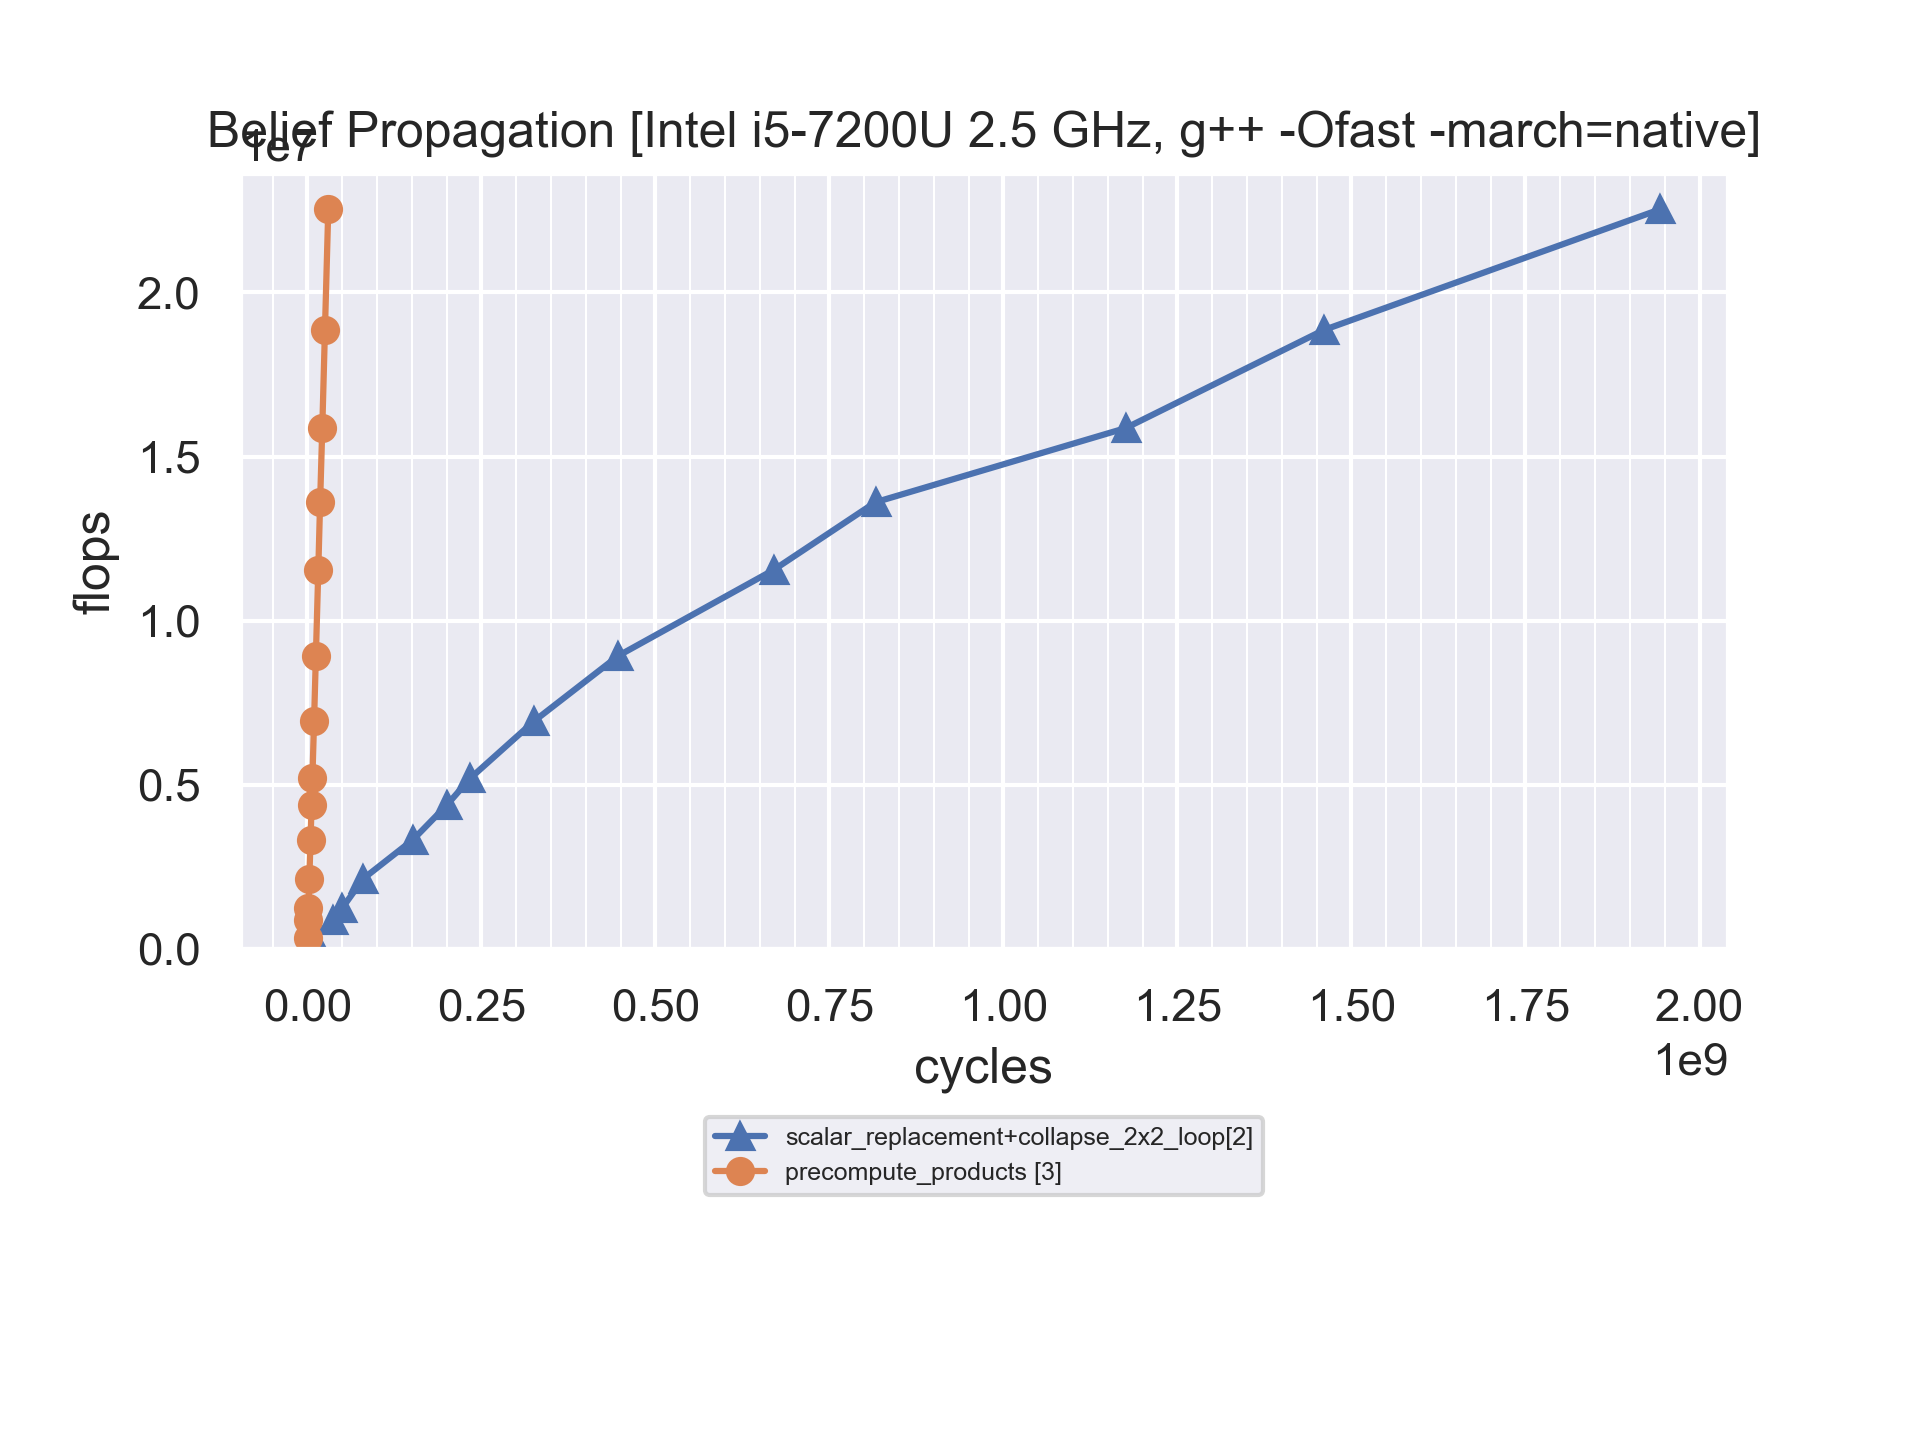 Belief Propagation [Intel i5-7200U 2.5 GHz, g++ -Ofast -march=native]
1e7
2.0
1.5
1.0
0.5
0.0
flops
0.00 0.25 0.50 0.75 1.00 1.25 1.50 1.75 2.00
1e9
cycles
scalar_replacement+collapse_2x2_loop[2]
precompute_products [3]